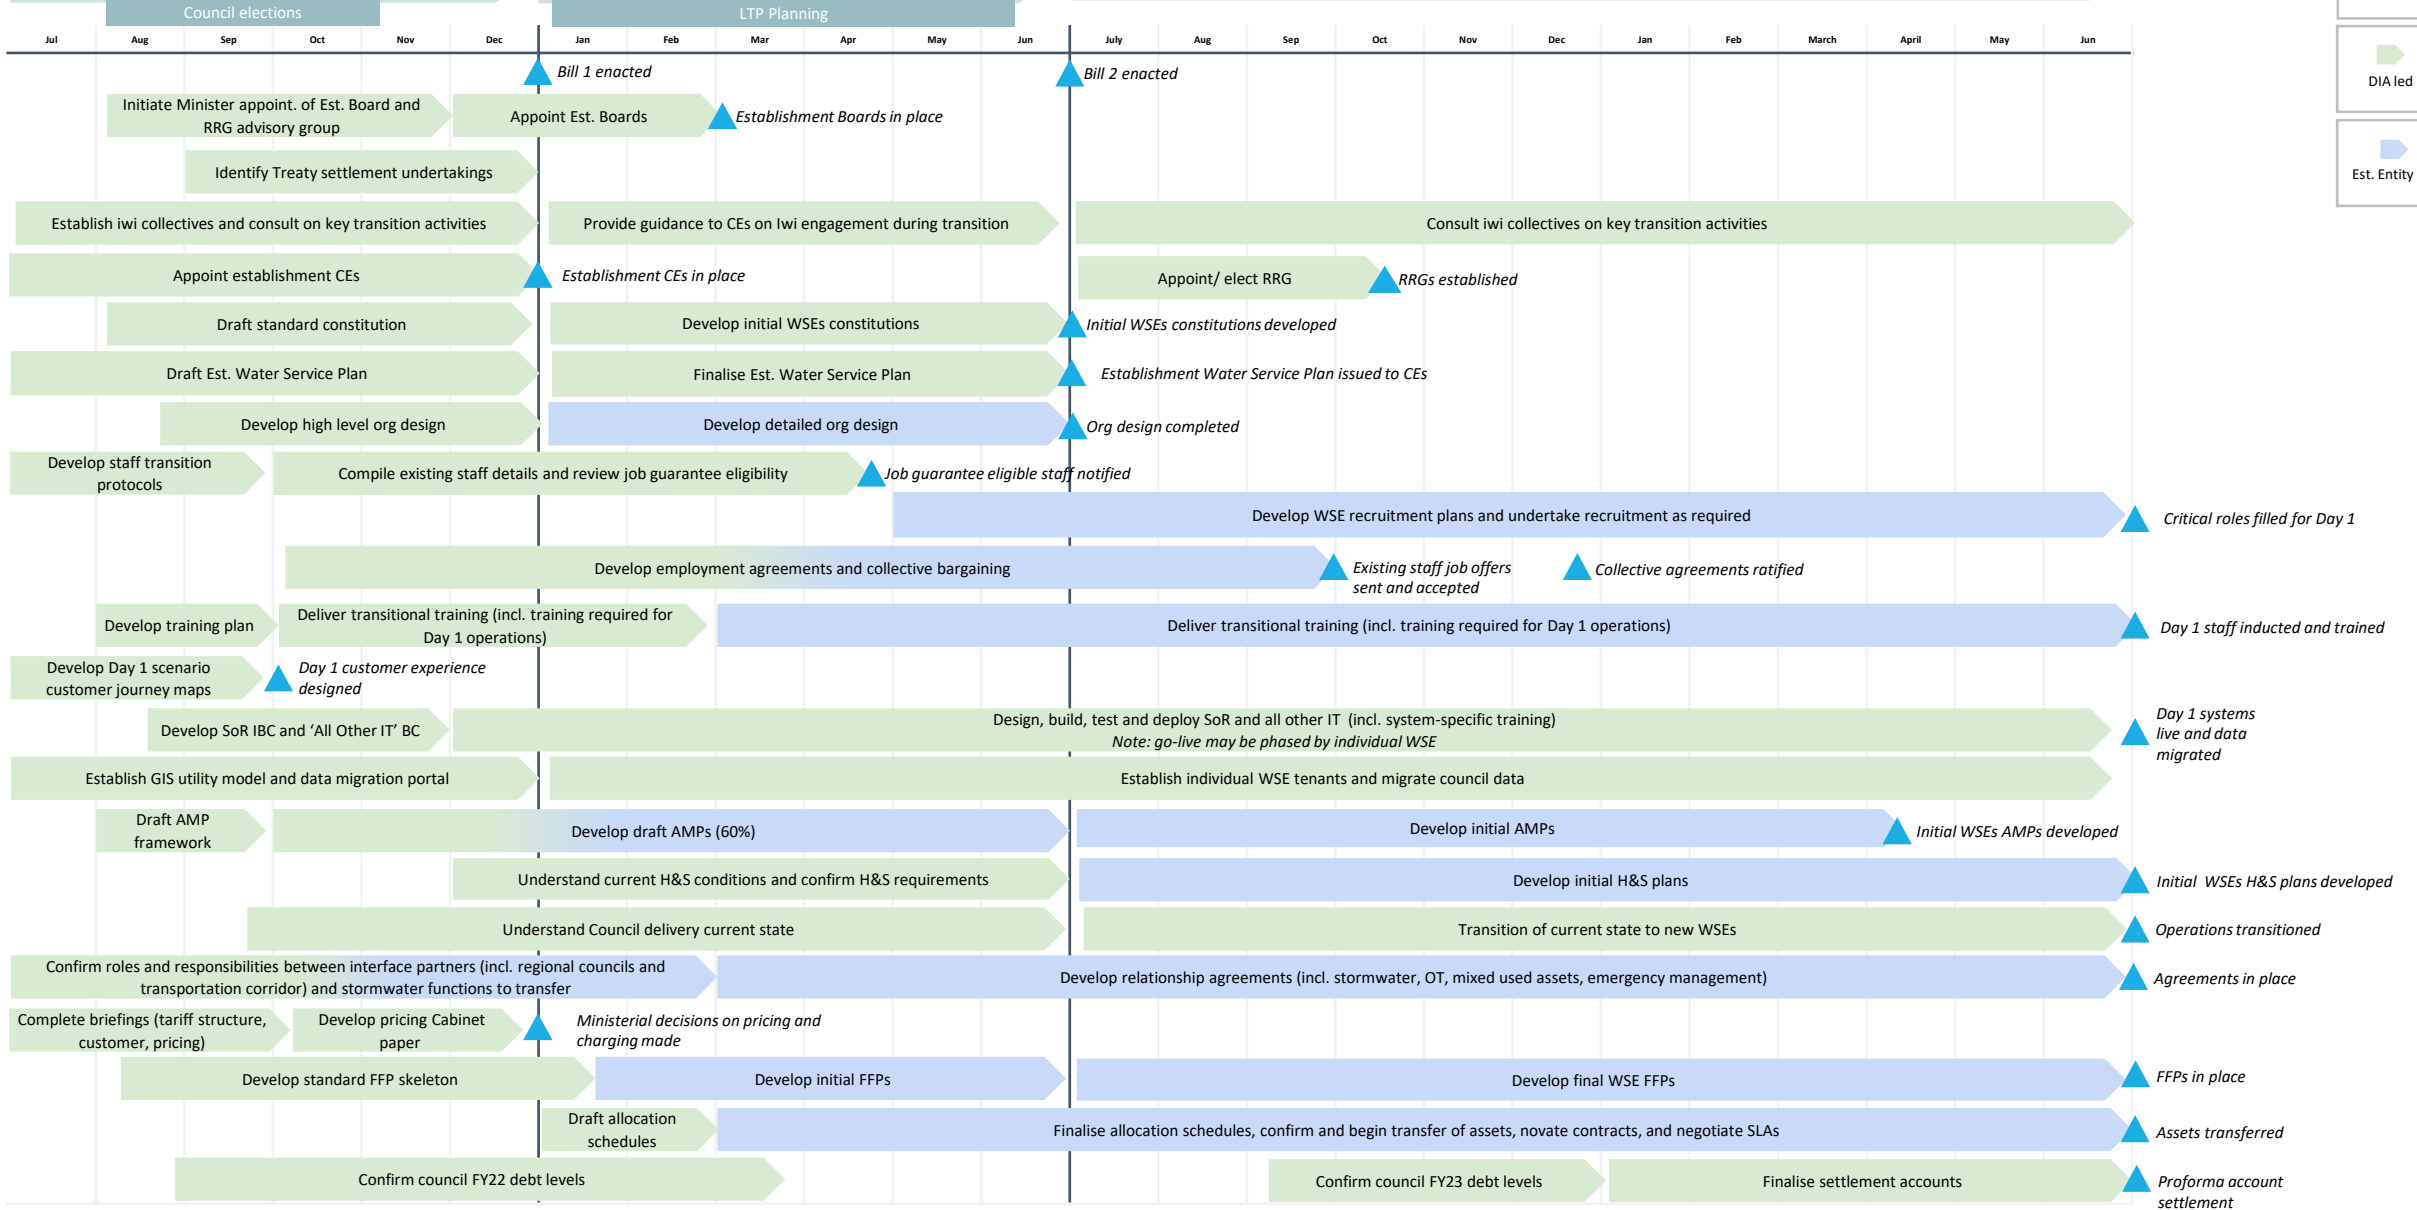 Council elections
LTP Planning
Jul Aug Sep Oct Nov Dec Jan Feb Mar Apr May Jun July Aug Sep Oct Nov Dec Jan Feb March April May Jun
DIA led
Est. Entity
Bill 1 enacted
Bill 2 enacted
Initiate Minister appoint. of Est. Board and
RRG advisory group
Appoint Est. Boards
Establishment Boards in place
Identify Treaty settlement undertakings
Establish iwi collectives and consult on key transition activities
Provide guidance to CEs on Iwi engagement during transition
Consult iwi collectives on key transition activities
Appoint establishment CEs
Establishment CEs in place
Appoint/ elect RRG
RRGs established
Draft standard constitution
Develop initial WSEs constitutions
Initial WSEs constitutions developed
Draft Est. Water Service Plan
Finalise Est. Water Service Plan
Establishment Water Service Plan issued to CEs
Develop high level org design
Develop detailed org design
Org design completed
Develop staff transition
protocols
Compile existing staff details and review job guarantee eligibility
Job guarantee eligible staff notified
Develop WSE recruitment plans and undertake recruitment as required
Critical roles filled for Day 1
Develop employment agreements and collective bargaining
Existing staff job offers
sent and accepted
Collective agreements ratified
Develop training plan
Deliver transitional training (incl. training required for
Day 1 operations)
Deliver transitional training (incl. training required for Day 1 operations)
Day 1 staff inducted and trained
Develop Day 1 scenario
customer journey maps
Day 1 customer experience
designed
Develop SoR IBC and ‘All Other IT’ BC
Design, build, test and deploy SoR and all other IT (incl. system-specific training)
Note: go-live may be phased by individual WSE
Day 1 systems
live and data
migrated
Establish GIS utility model and data migration portal
Establish individual WSE tenants and migrate council data
Draft AMP
framework
Develop draft AMPs (60%)
Develop initial AMPs
Initial WSEs AMPs developed
Understand current H&S conditions and confirm H&S requirements
Develop initial H&S plans
Initial WSEs H&S plans developed
Understand Council delivery current state
Transition of current state to new WSEs
Operations transitioned
Confirm roles and responsibilities between interface partners (incl. regional councils and
transportation corridor) and stormwater functions to transfer
Develop relationship agreements (incl. stormwater, OT, mixed used assets, emergency management)
Agreements in place
Complete briefings (tariff structure,
customer, pricing)
Develop pricing Cabinet
paper
Ministerial decisions on pricing and
charging made
Develop standard FFP skeleton
Develop initial FFPs
Develop final WSE FFPs
FFPs in place
Draft allocation
schedules
Finalise allocation schedules, confirm and begin transfer of assets, novate contracts, and negotiate SLAs
Assets transferred
Confirm council FY22 debt levels
Confirm council FY23 debt levels
Finalise settlement accounts
Proforma account
settlement